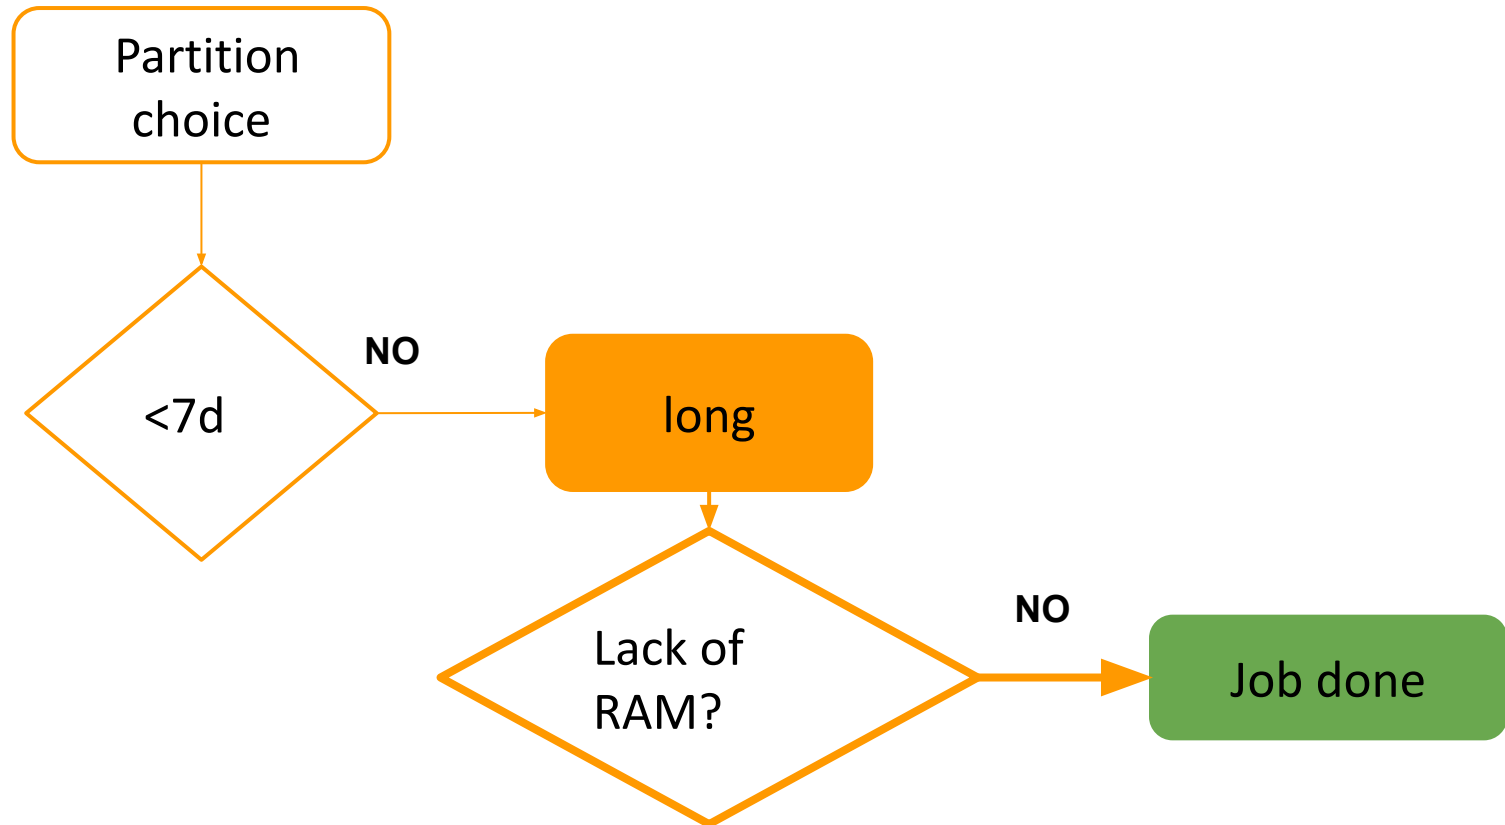 Partition
choice
<7d
NO
long
Lack of
RAM?
NO
Job done